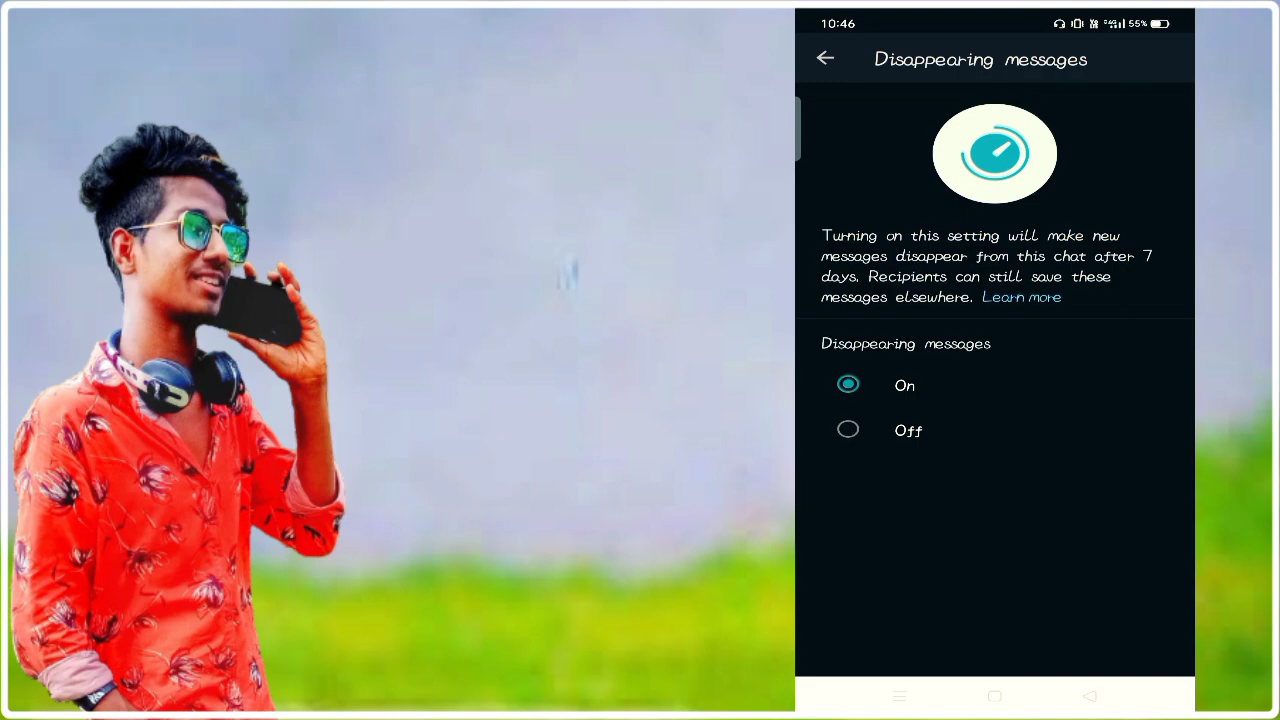 10:46
55%
Disappearing messages
Turning on this setting will make new
messages disappear from this chat after 7
days. Recipients can still save these
messages elsewhere. Learn more
Disappearing messages
On
Off